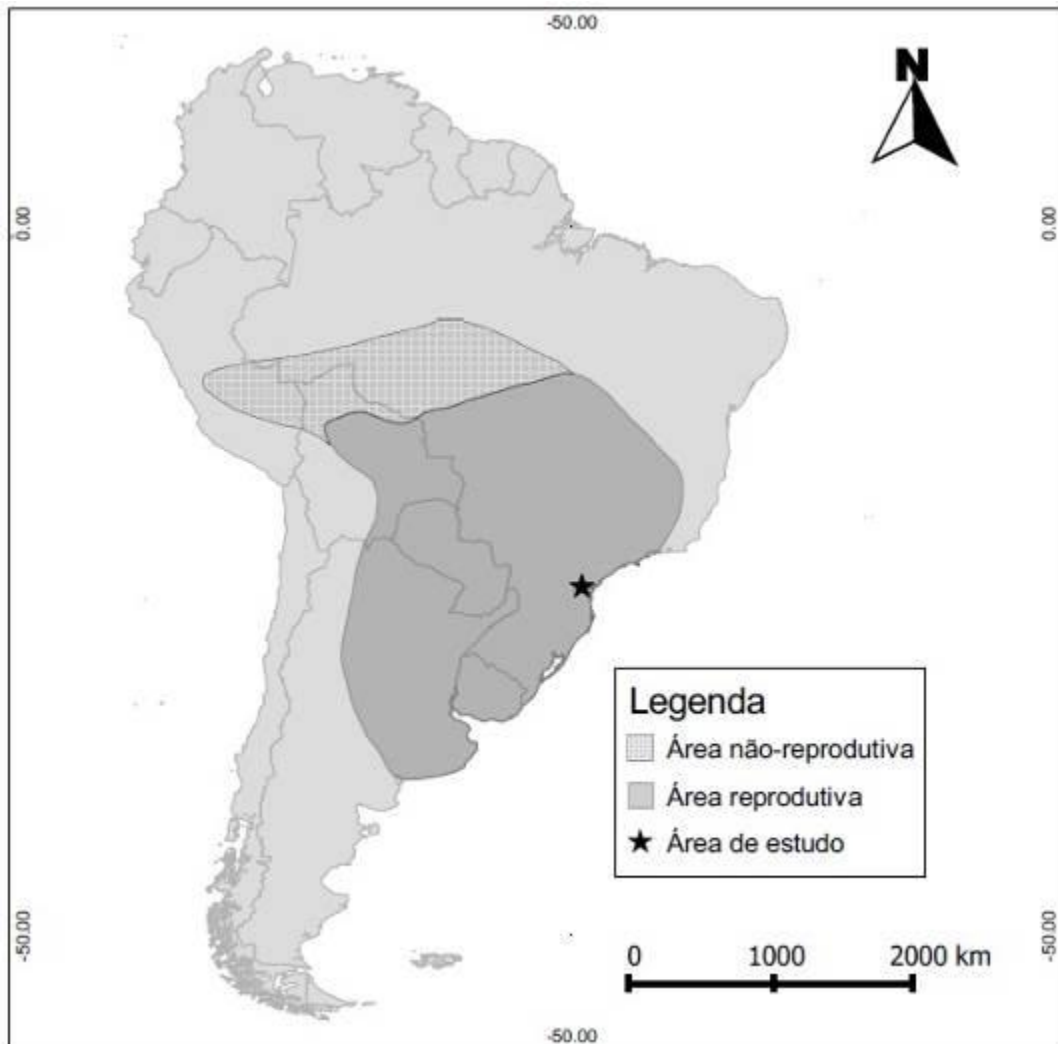 -50.00
N
0.00
0.00
Legenda
Área não-reprodutiva
Área reprodutiva
Área de estudo
-50.00
-50.00
0 1000 2000 km
-50.00